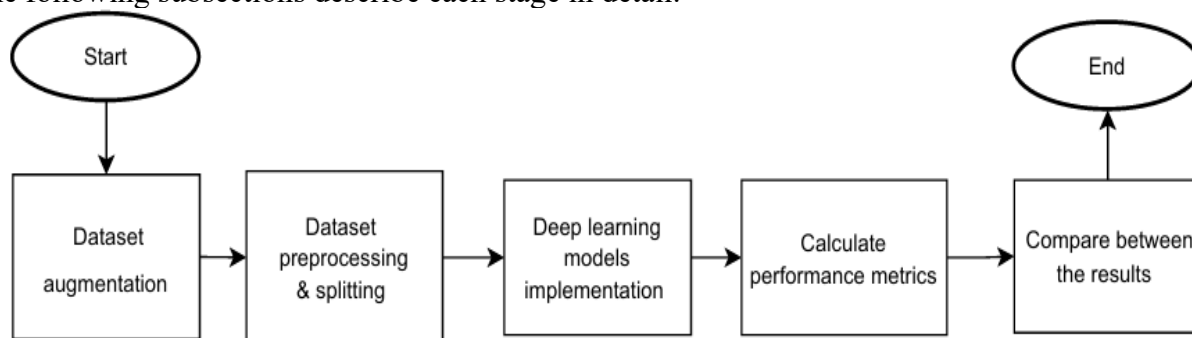 following subsections describe each stage in detail.
Start
End
Dataset
augmentation
Dataset
preprocessing
& splitting
Deep learning
models
implementation
Calculate
performance metrics
Compare between
the results